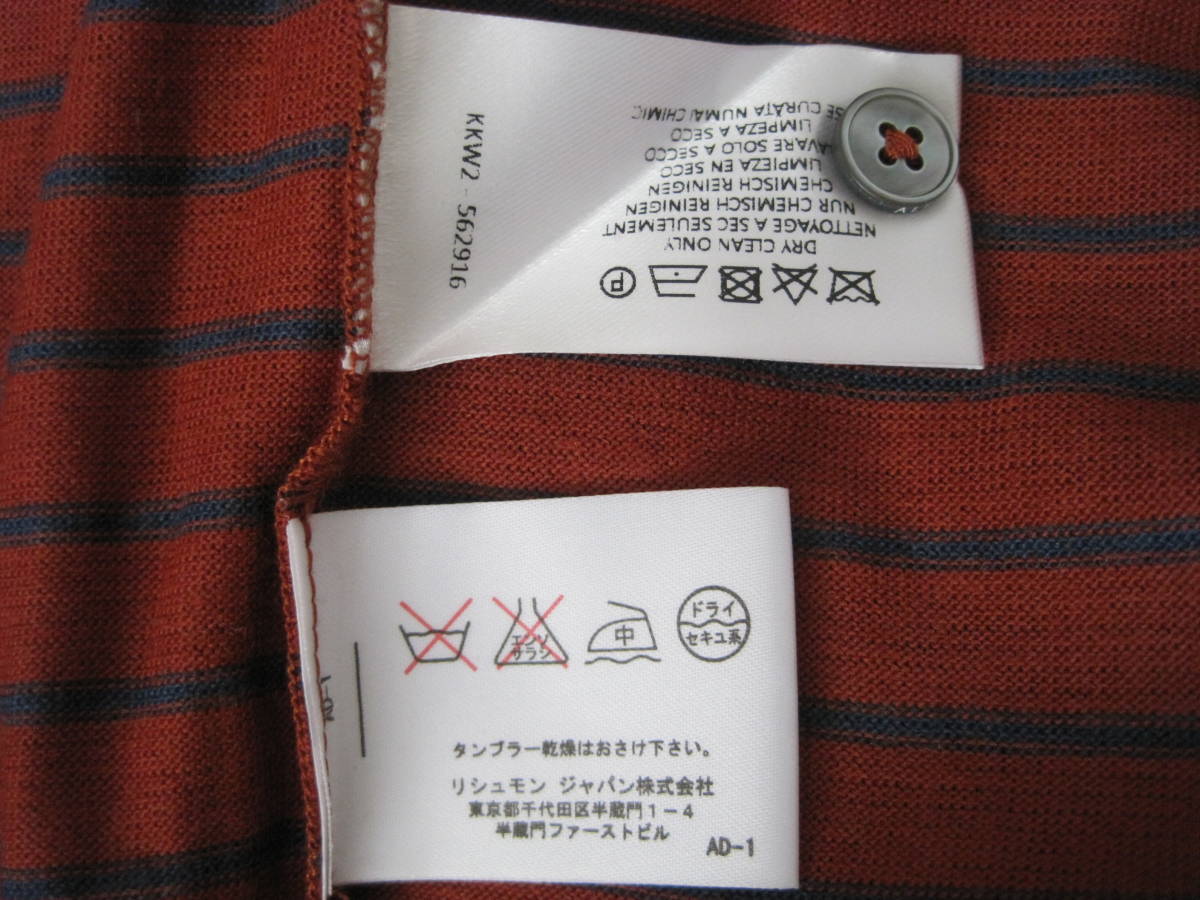 DRY CLEAN ONLY
NETTOYAGE A SEC SEULEMENT
NUR CHEMISCH REINIGEN
CHEMISCH REINIGEN
LIMPIEZA EN SECO
LAVARE SOLO A SECCO
LIMPEZA A SECO
SE CURĂTA NUMAI CHIMIC
P
KKW2 - 562916
ドライ
セキユ系
中
エンソ
サラシ
タンブラー乾燥はおさけ下さい。
リシュモン ジャパン株式会社
東京都千代田区半蔵門1-4
半蔵門ファーストビル
AD-1